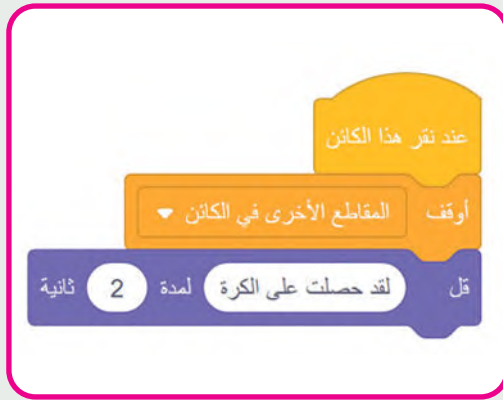 عند نقر هذا الكائن
أوقف المقاطع الأخرى في الكائن
قل لقد حصلت على الكرة لمدة 2 ثانية